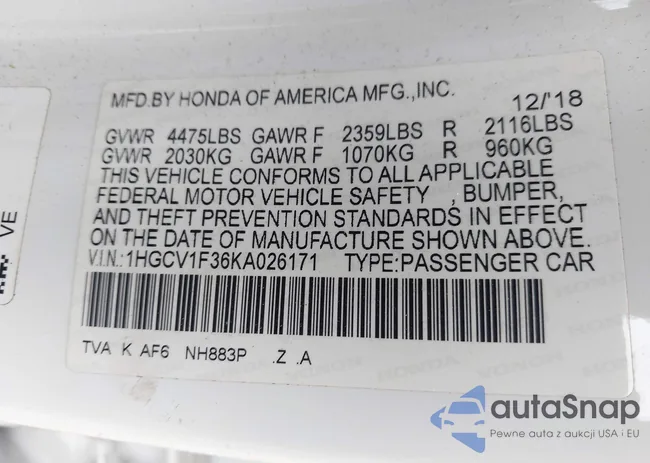 MFD.BY HONDA OF AMERICA MFG.,INC.
12/'18
GVWR 4475LBS GAWR F 2359LBS R 2116LBS
GVWR 2030KG GAWR F 1070KG R 960KG
THIS VEHICLE CONFORMS TO ALL APPLICABLE
FEDERAL MOTOR VEHICLE SAFETY , BUMPER,
AND THEFT PREVENTION STANDARDS IN EFFECT
ON THE DATE OF MANUFACTURE SHOWN ABOVE.
V.I.N.:1HGCV1F36KA026171 TYPE:PASSENGER CAR
TVA K AF6 NH883P .Z .A
VE
autaSnap
Pewne auta z aukcji USA i EU